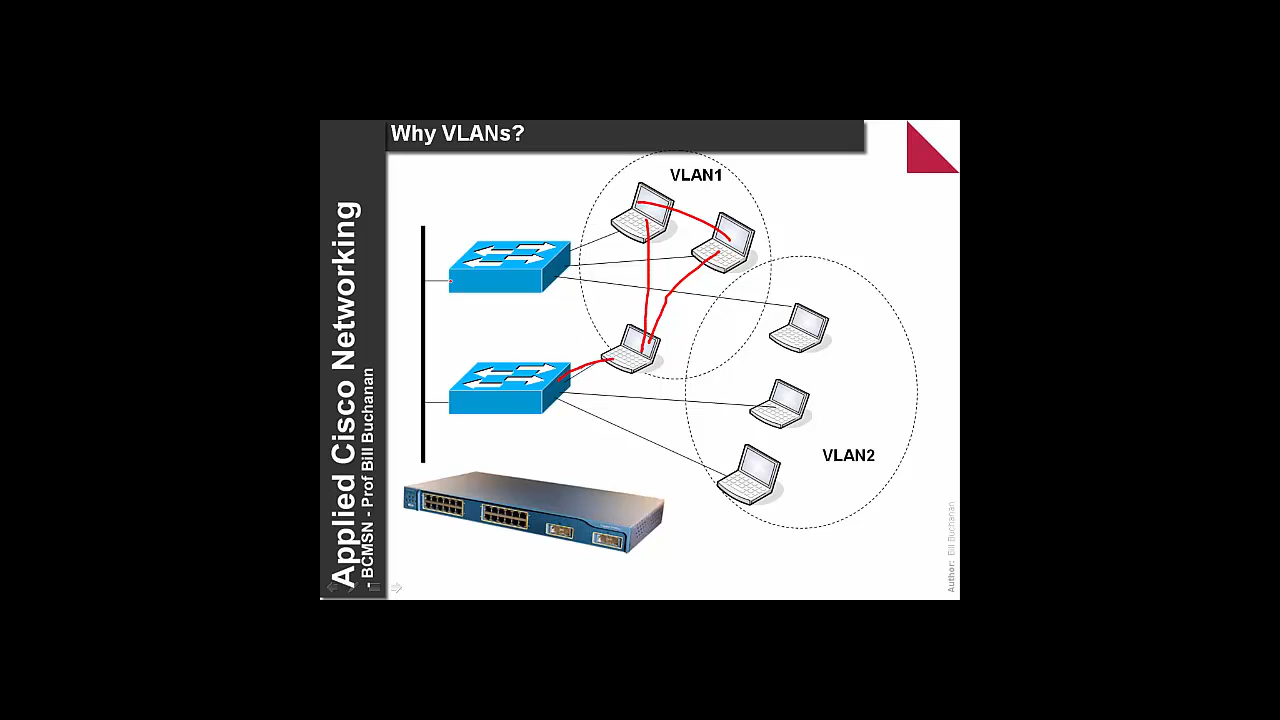 Why VLANs?
VLAN1
VLAN2
Applied Cisco Networking
BCMSN - Prof Bill Buchanan
Author: Bill Buchanan